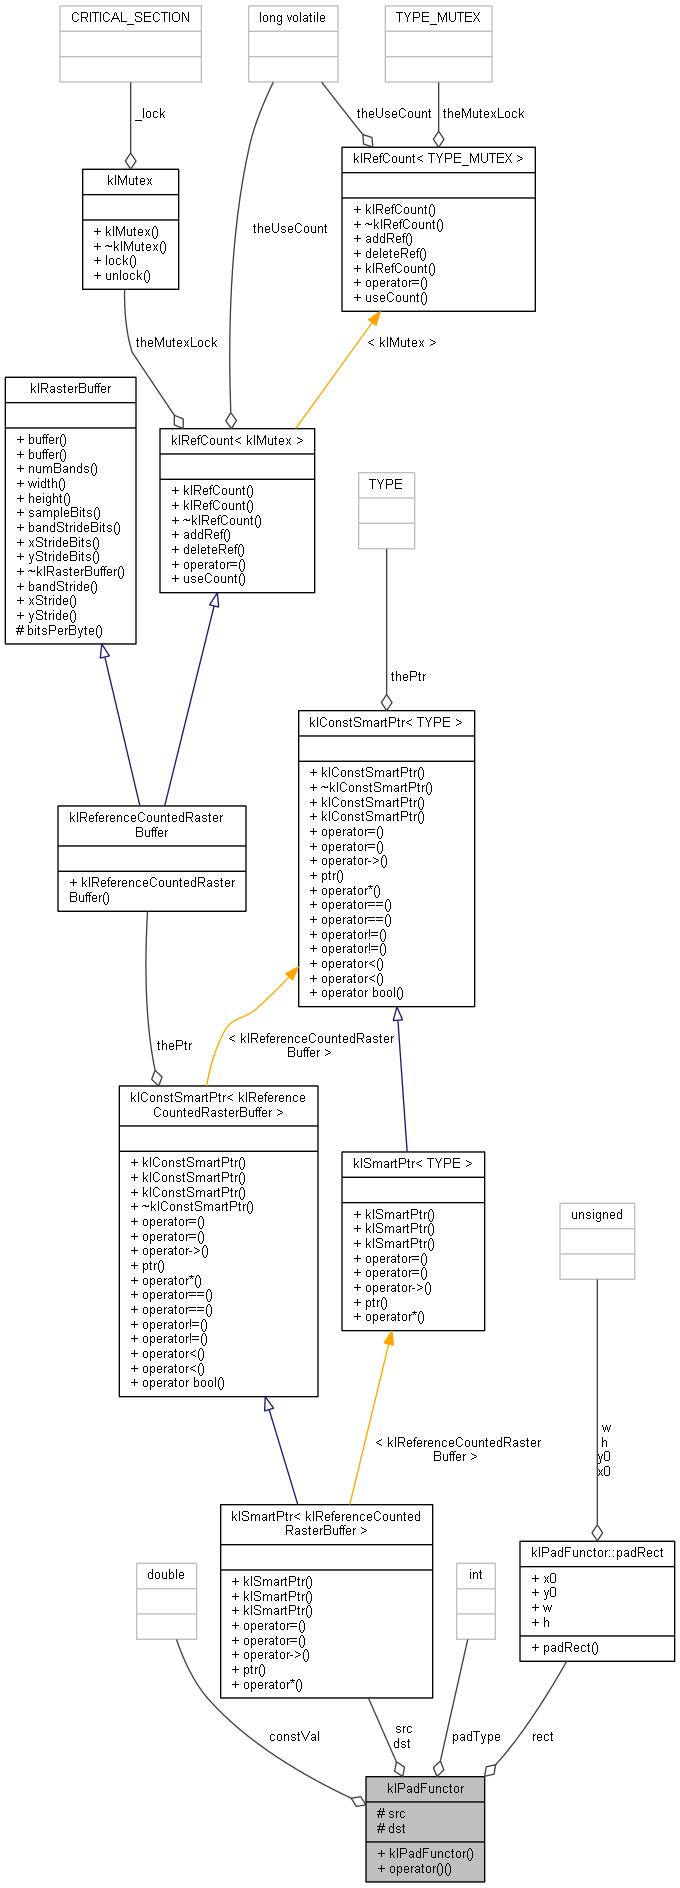 CRITICAL_SECTION
long volatile
TYPE_MUTEX
_lock
theUseCount
theMutexLock
klRefCount< TYPE_MUTEX >
+ klRefCount()
+ ~klRefCount()
+ addRef()
+ deleteRef()
+ klRefCount()
+ operator=()
+ useCount()
klMutex
+ klMutex()
+ ~klMutex()
+ lock()
+ unlock()
theUseCount
theMutexLock
< klMutex >
klRasterBuffer
+ buffer()
+ buffer()
+ numBands()
+ width()
+ height()
+ sampleBits()
+ bandStrideBits()
+ xStrideBits()
+ yStrideBits()
+ ~klRasterBuffer()
+ bandStride()
+ xStride()
+ yStride()
# bitsPerByte()
klRefCount< klMutex >
+ klRefCount()
+ klRefCount()
+ ~klRefCount()
+ addRef()
+ deleteRef()
+ operator=()
+ useCount()
TYPE
thePtr
klConstSmartPtr< TYPE >
+ klConstSmartPtr()
+ ~klConstSmartPtr()
+ klConstSmartPtr()
+ klConstSmartPtr()
+ operator=()
+ operator=()
+ operator->()
+ ptr()
+ operator*()
+ operator==()
+ operator==()
+ operator!=()
+ operator!=()
+ operator<()
+ operator<()
+ operator bool()
klReferenceCountedRaster
Buffer
+ klReferenceCountedRaster
Buffer()
thePtr
< klReferenceCountedRaster
Buffer >
klConstSmartPtr< klReference
CountedRasterBuffer >
+ klConstSmartPtr()
+ klConstSmartPtr()
+ klConstSmartPtr()
+ ~klConstSmartPtr()
+ operator=()
+ operator=()
+ operator->()
+ ptr()
+ operator*()
+ operator==()
+ operator==()
+ operator!=()
+ operator!=()
+ operator<()
+ operator<()
+ operator bool()
klSmartPtr< TYPE >
+ klSmartPtr()
+ klSmartPtr()
+ klSmartPtr()
+ operator=()
+ operator=()
+ operator->()
+ ptr()
+ operator*()
unsigned
w
h
y0
x0
< klReferenceCountedRaster
Buffer >
klSmartPtr< klReferenceCounted
RasterBuffer >
+ klSmartPtr()
+ klSmartPtr()
+ klSmartPtr()
+ operator=()
+ operator=()
+ operator->()
+ ptr()
+ operator*()
double
int
klPadFunctor::padRect
+ x0
+ y0
+ w
+ h
+ padRect()
constVal
src
dst
padType
rect
klPadFunctor
# src
# dst
+ klPadFunctor()
+ operator()()